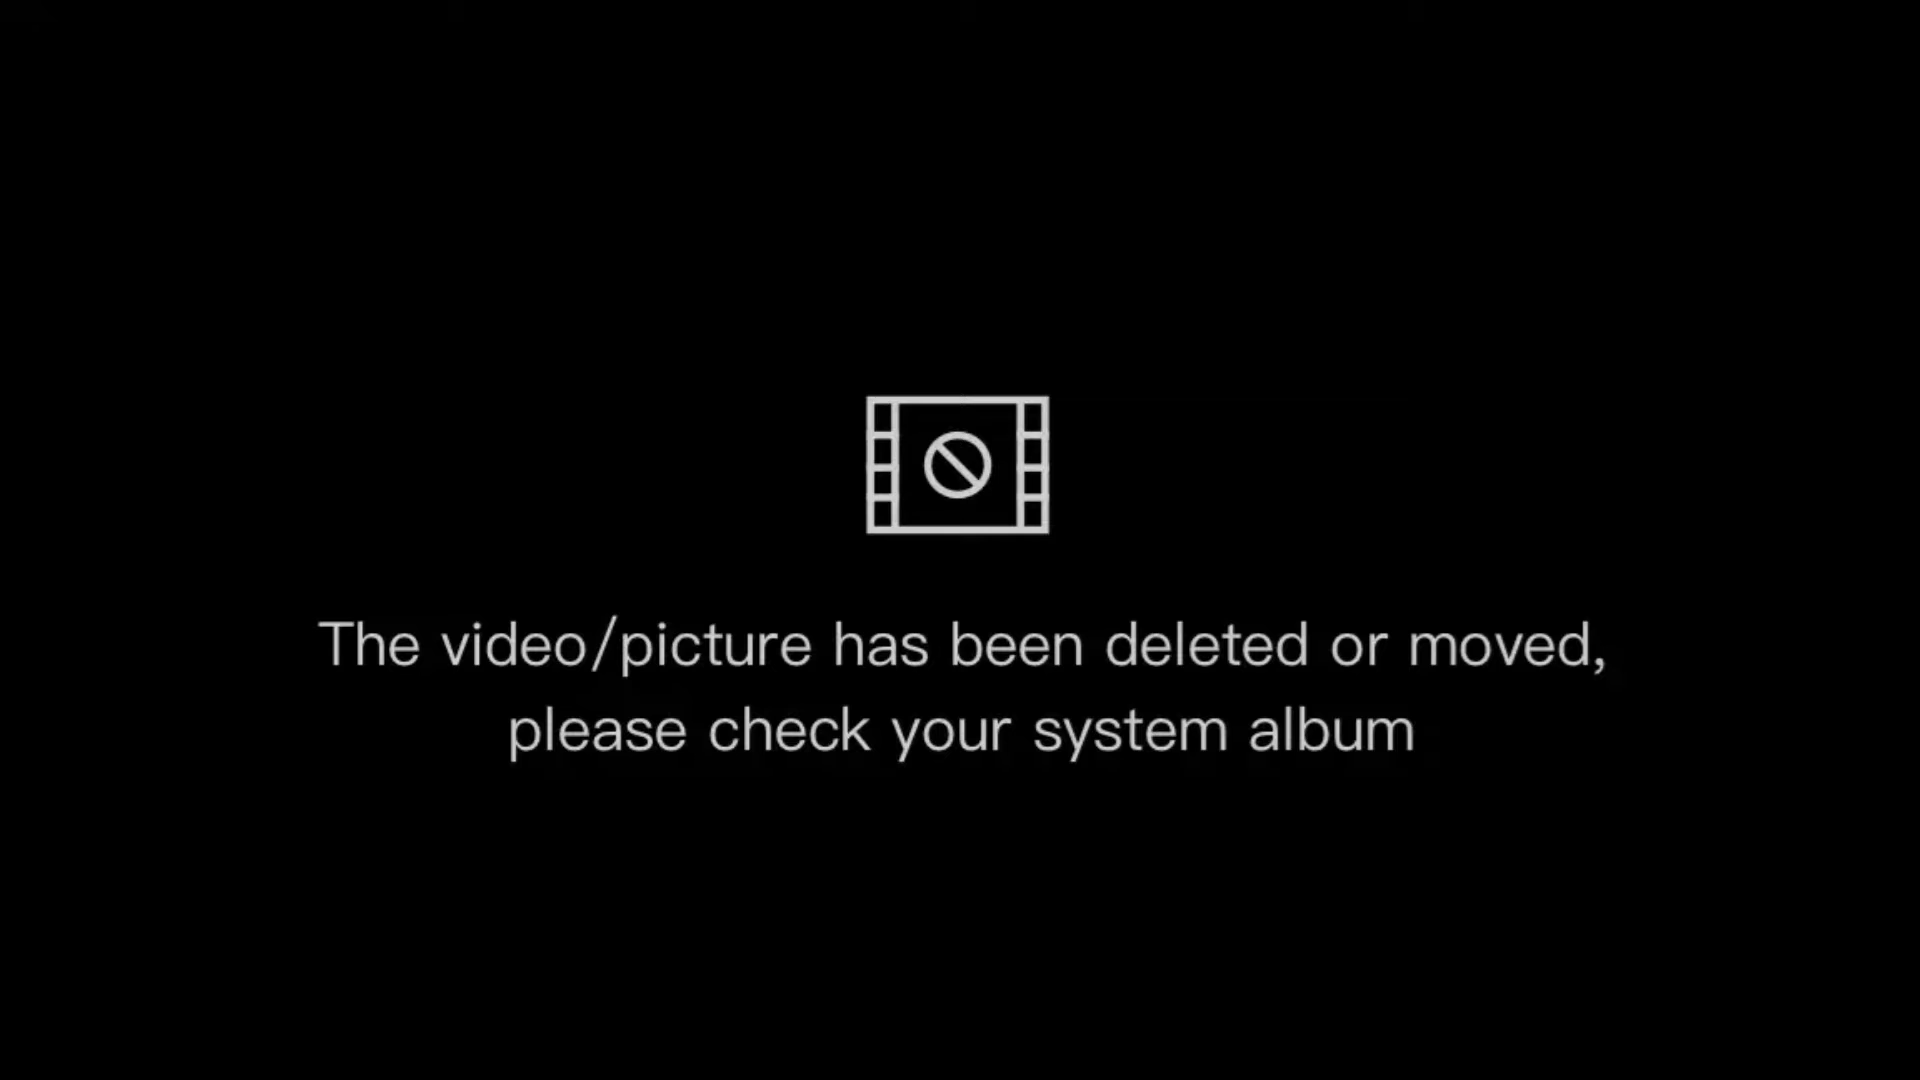 The video/picture has been deleted or moved,
please check your system album